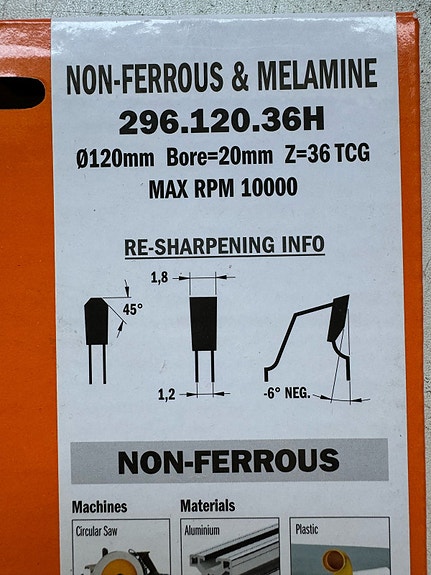 NON-FERROUS & MELAMINE
296.120.36H
Ø120mm Bore=20mm Z=36 TCG
MAX RPM 10000
RE-SHARPENING INFO
1,8
45°
1,2
-6° NEG.
NON-FERROUS
Machines Materials
Circular Saw Aluminium Plastic